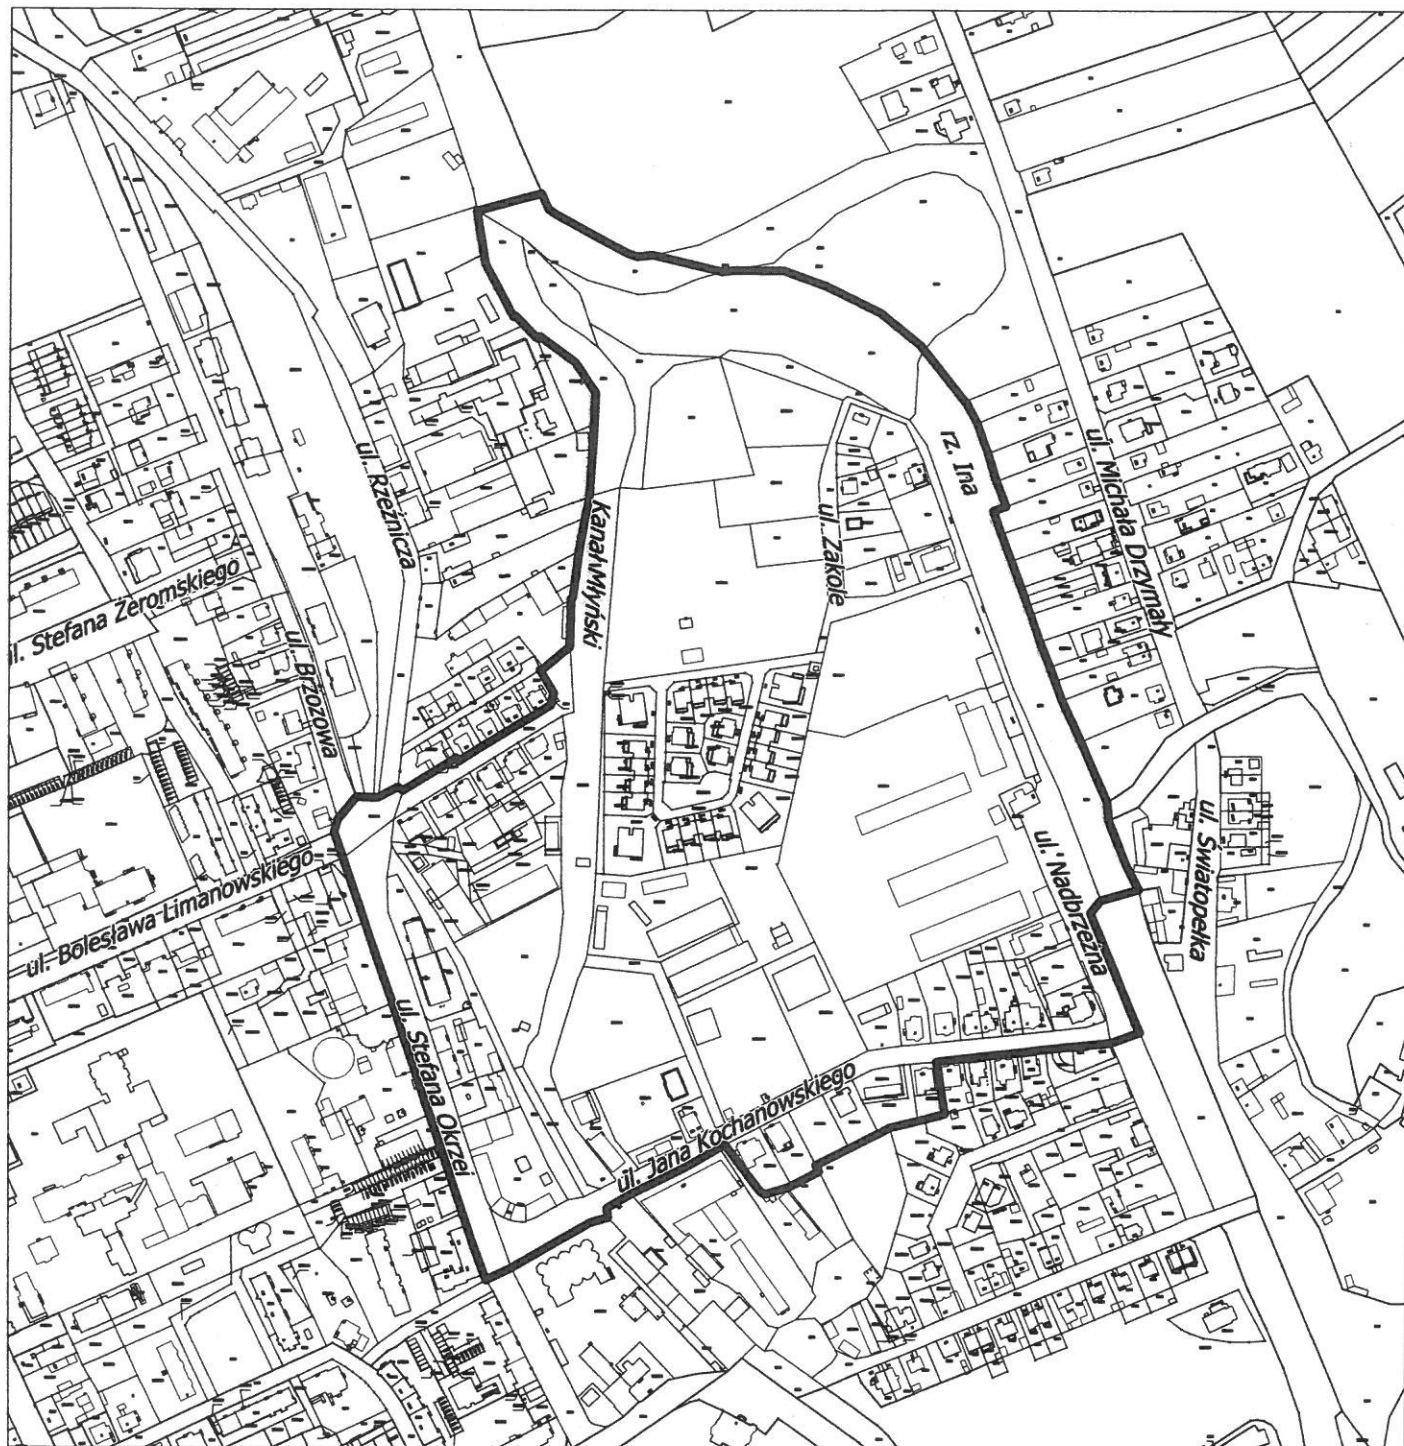 rz. Ina
ul. Michała Drzymały
ul. Rzeźnicza
Kanał Młyński
ul. Zakole
ul. Stefana Żeromskiego
ul. Brzozowa
ul. Bolesława Limanowskiego
ul. Nadbrzeżna
ul. Świętopełka
ul. Stefana Okrzei
ul. Jana Kochanowskiego